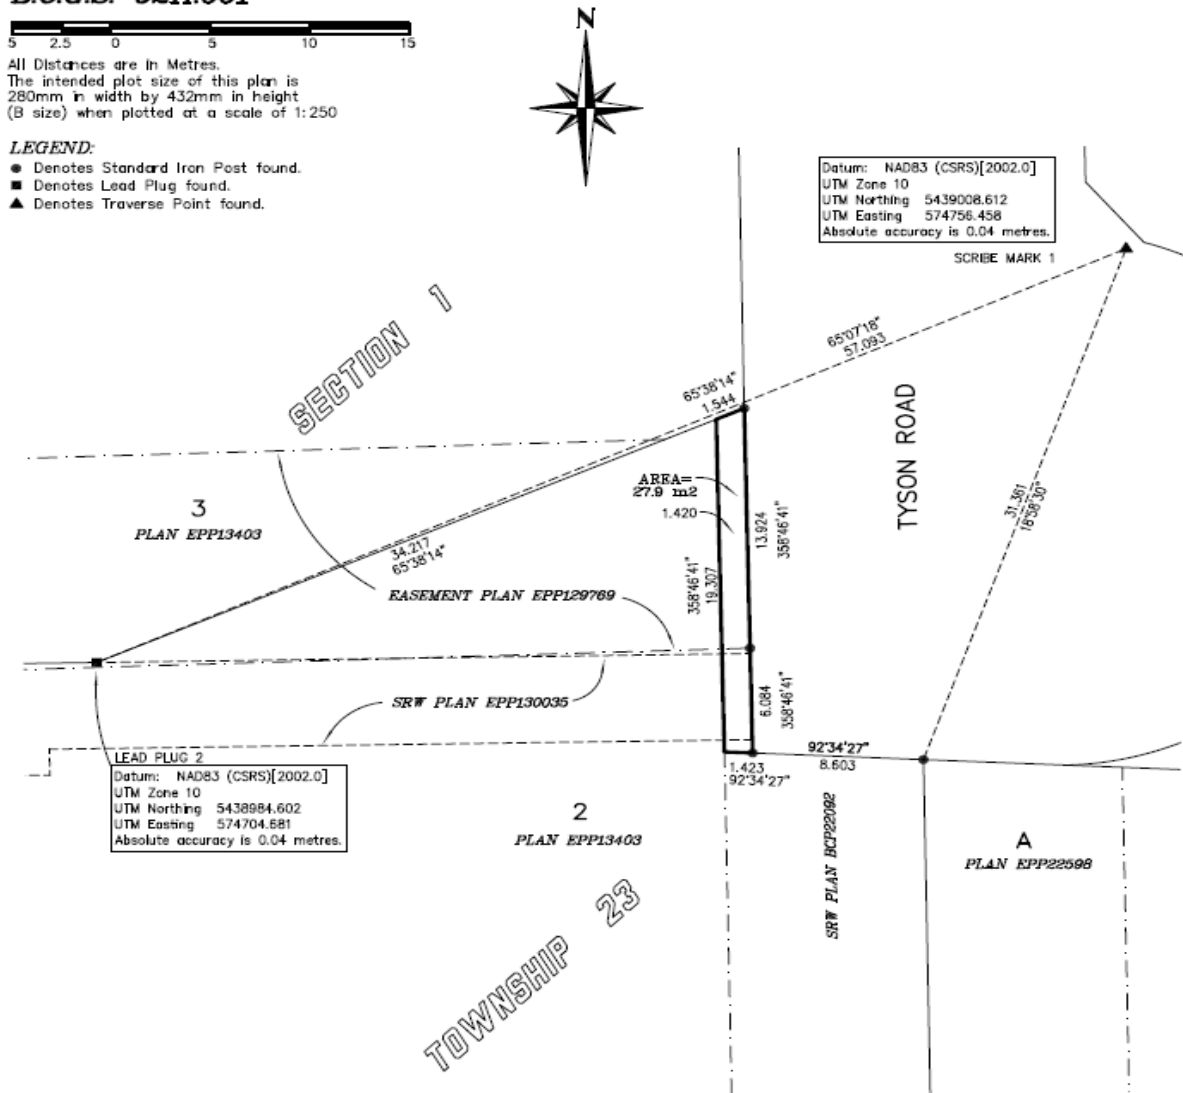 5 2.5 0 5 10 15
All Distances are in Metres.
The intended plot size of this plan is
280mm in width by 432mm in height
(B size) when plotted at a scale of 1:250
LEGEND:
Denotes Standard Iron Post found.
Denotes Lead Plug found.
Denotes Traverse Point found.
N
Datum: NAD83 (CSRS)[2002.0]
UTM Zone 10
UTM Northing 5439008.612
UTM Easting 574756.458
Absolute accuracy is 0.04 metres.
SCRIBE MARK 1
SECTION 1
65°07'18"
57.093
65°38'14"
1.544
TYSON ROAD
AREA=
27.9 m2
1.420
3
PLAN EPP13403
34.217
65°38'14"
13.924
358°46'41"
358°46'41"
19.307
31.361
18°58'30"
EASEMENT PLAN EPP129769
SRW PLAN EPP130035
6.084
358°46'41"
LEAD PLUG 2
Datum: NAD83 (CSRS)[2002.0]
UTM Zone 10
UTM Northing 5438984.602
UTM Easting 574704.681
Absolute accuracy is 0.04 metres.
92°34'27"
8.603
1.423
92°34'27"
2
PLAN EPP13403
SRW PLAN BCP22092
A
PLAN EPP22598
TOWNSHIP 23